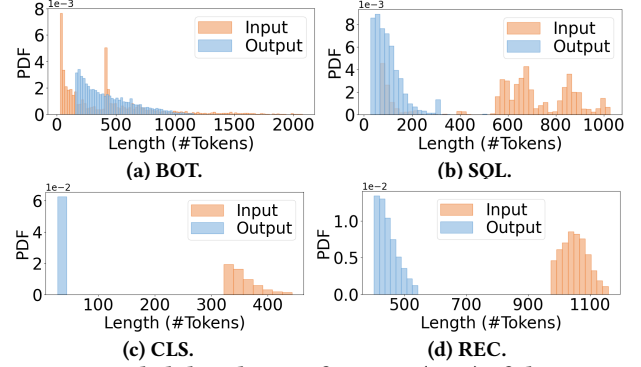 1e−3
1e−3
8
6
4
2
0
PDF
Input
Output
0 500 1000 1500 2000
Length (#Tokens)
(a) BOT.
8
6
4
2
0
PDF
Input
Output
0 200 400 600 800 1000
Length (#Tokens)
(b) SQL.
1e−2
6
4
2
0
PDF
Input
Output
100 200 300 400
Length (#Tokens)
(c) CLS.
1e−2
1.0
0.5
0.0
PDF
Input
Output
500 700 900 1100
Length (#Tokens)
(d) REC.